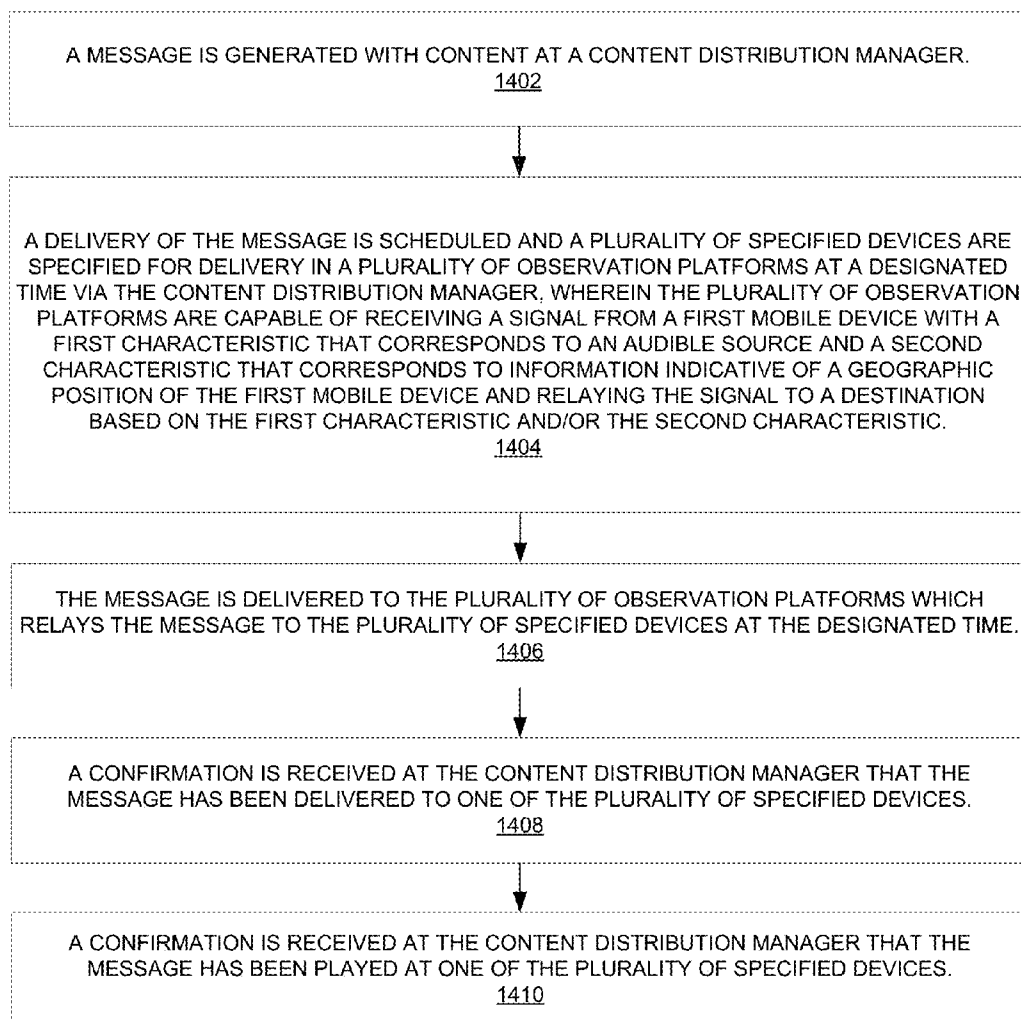 A MESSAGE IS GENERATED WITH CONTENT AT A CONTENT DISTRIBUTION MANAGER.
1402
A DELIVERY OF THE MESSAGE IS SCHEDULED AND A PLURALITY OF SPECIFIED DEVICES ARE
SPECIFIED FOR DELIVERY IN A PLURALITY OF OBSERVATION PLATFORMS AT A DESIGNATED
TIME VIA THE CONTENT DISTRIBUTION MANAGER, WHEREIN THE PLURALITY OF OBSERVATION
PLATFORMS ARE CAPABLE OF RECEIVING A SIGNAL FROM A FIRST MOBILE DEVICE WITH A
FIRST CHARACTERISTIC THAT CORRESPONDS TO AN AUDIBLE SOURCE AND A SECOND
CHARACTERISTIC THAT CORRESPONDS TO INFORMATION INDICATIVE OF A GEOGRAPHIC
POSITION OF THE FIRST MOBILE DEVICE AND RELAYING THE SIGNAL TO A DESTINATION
BASED ON THE FIRST CHARACTERISTIC AND/OR THE SECOND CHARACTERISTIC.
1404
THE MESSAGE IS DELIVERED TO THE PLURALITY OF OBSERVATION PLATFORMS WHICH
RELAYS THE MESSAGE TO THE PLURALITY OF SPECIFIED DEVICES AT THE DESIGNATED TIME.
1406
A CONFIRMATION IS RECEIVED AT THE CONTENT DISTRIBUTION MANAGER THAT THE
MESSAGE HAS BEEN DELIVERED TO ONE OF THE PLURALITY OF SPECIFIED DEVICES.
1408
A CONFIRMATION IS RECEIVED AT THE CONTENT DISTRIBUTION MANAGER THAT THE
MESSAGE HAS BEEN PLAYED AT ONE OF THE PLURALITY OF SPECIFIED DEVICES.
1410